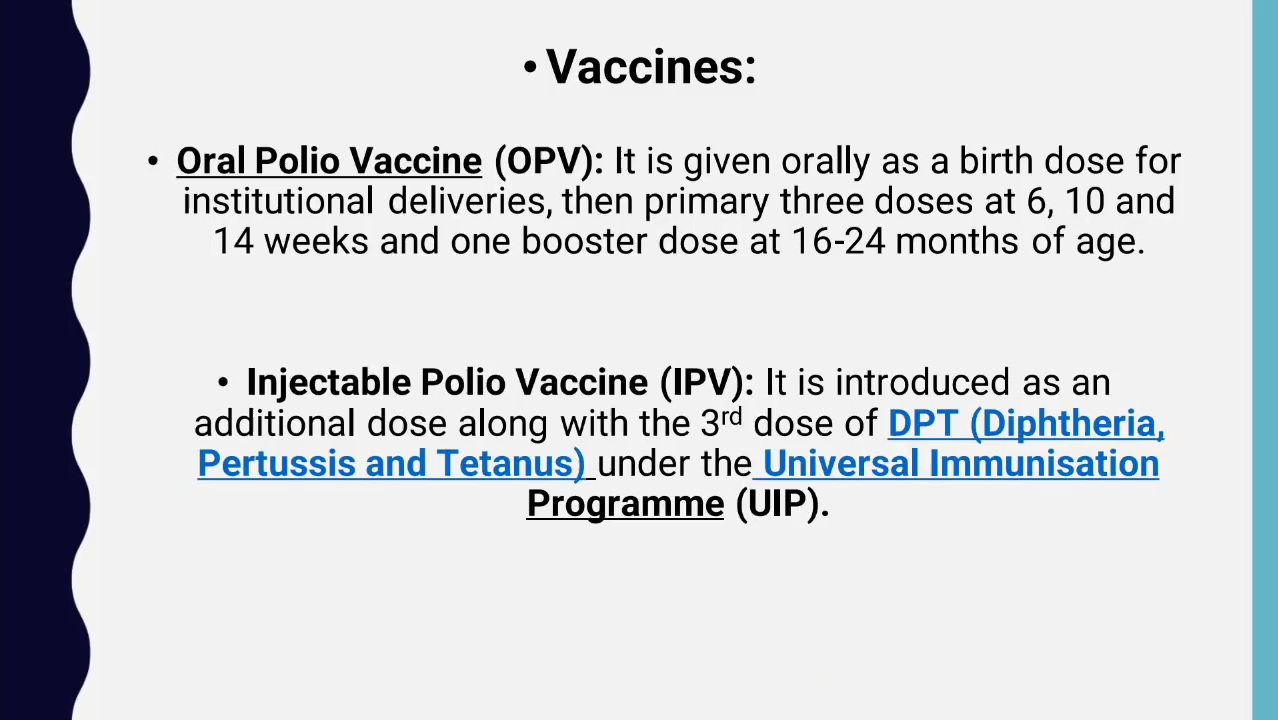 • Vaccines:
• Oral Polio Vaccine (OPV): It is given orally as a birth dose for
institutional deliveries, then primary three doses at 6, 10 and
14 weeks and one booster dose at 16-24 months of age.
• Injectable Polio Vaccine (IPV): It is introduced as an
additional dose along with the 3rd dose of DPT (Diphtheria,
Pertussis and Tetanus) under the Universal Immunisation
Programme (UIP).